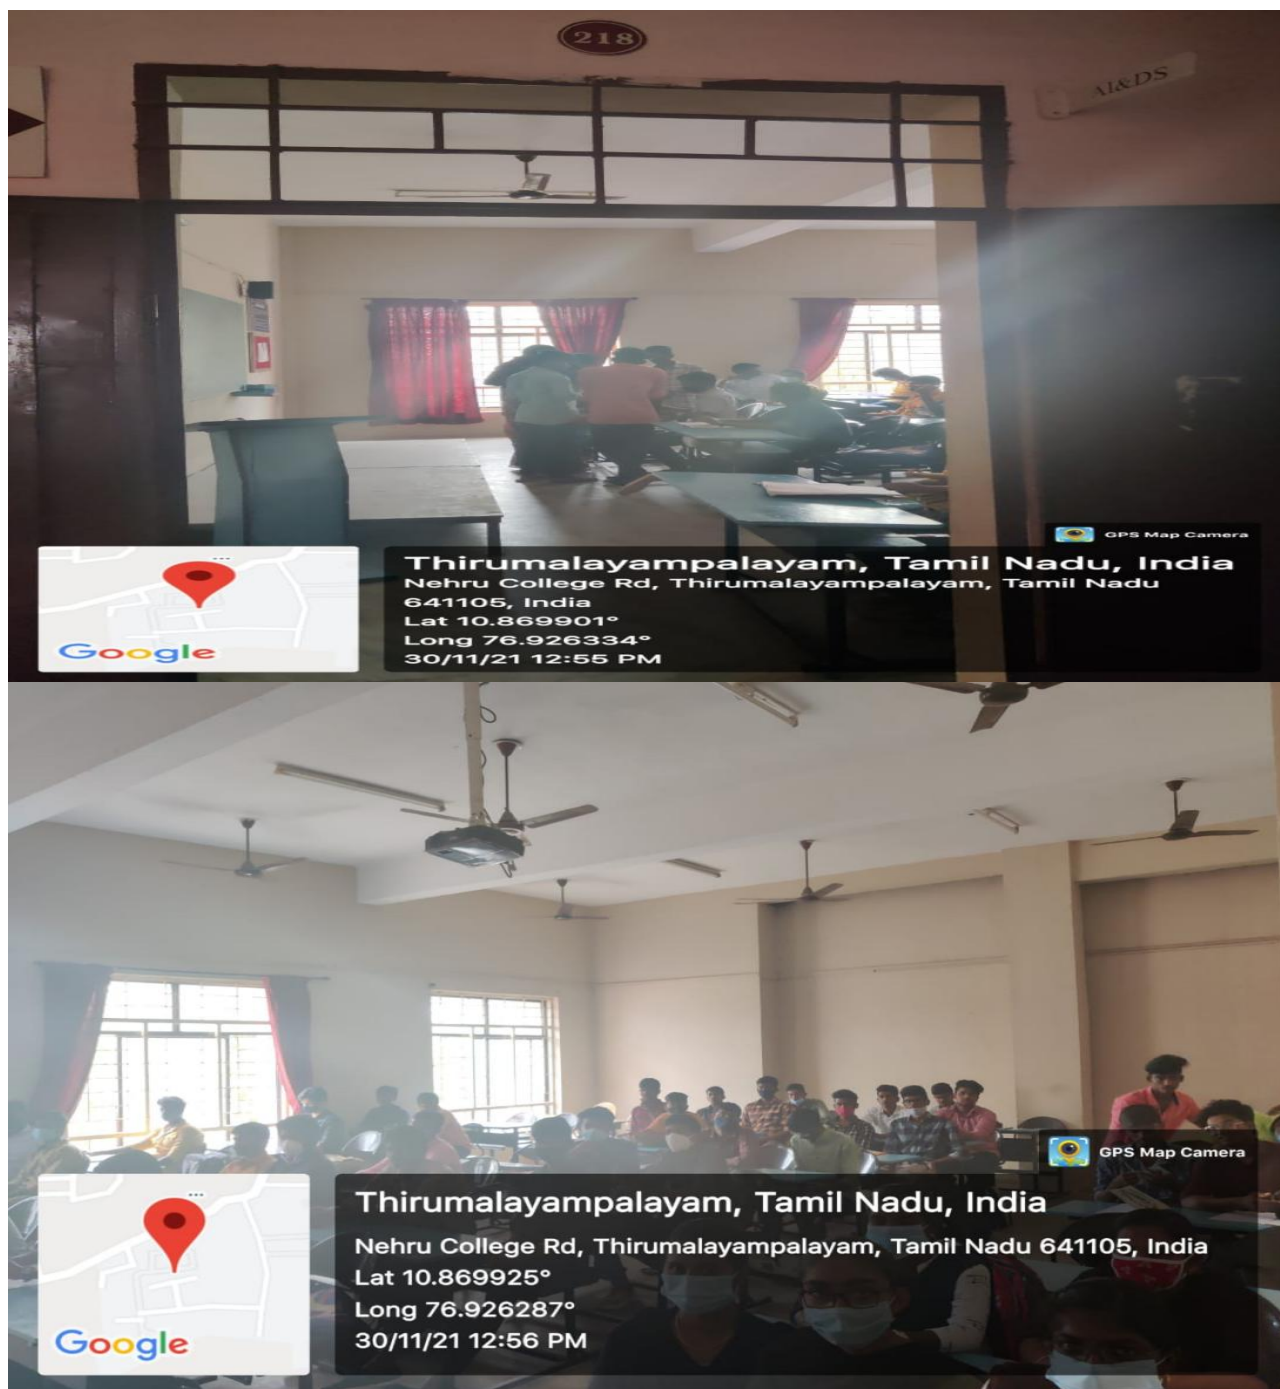 218
AI&DS
GPS Map Camera
Thirumalayampalayam, Tamil Nadu, India
Nehru College Rd, Thirumalayampalayam, Tamil Nadu
641105, India
Lat 10.869901°
Long 76.926334°
30/11/21 12:55 PM
Google
GPS Map Camera
Thirumalayampalayam, Tamil Nadu, India
Nehru College Rd, Thirumalayampalayam, Tamil Nadu 641105, India
Lat 10.869925°
Long 76.926287°
30/11/21 12:56 PM
Google